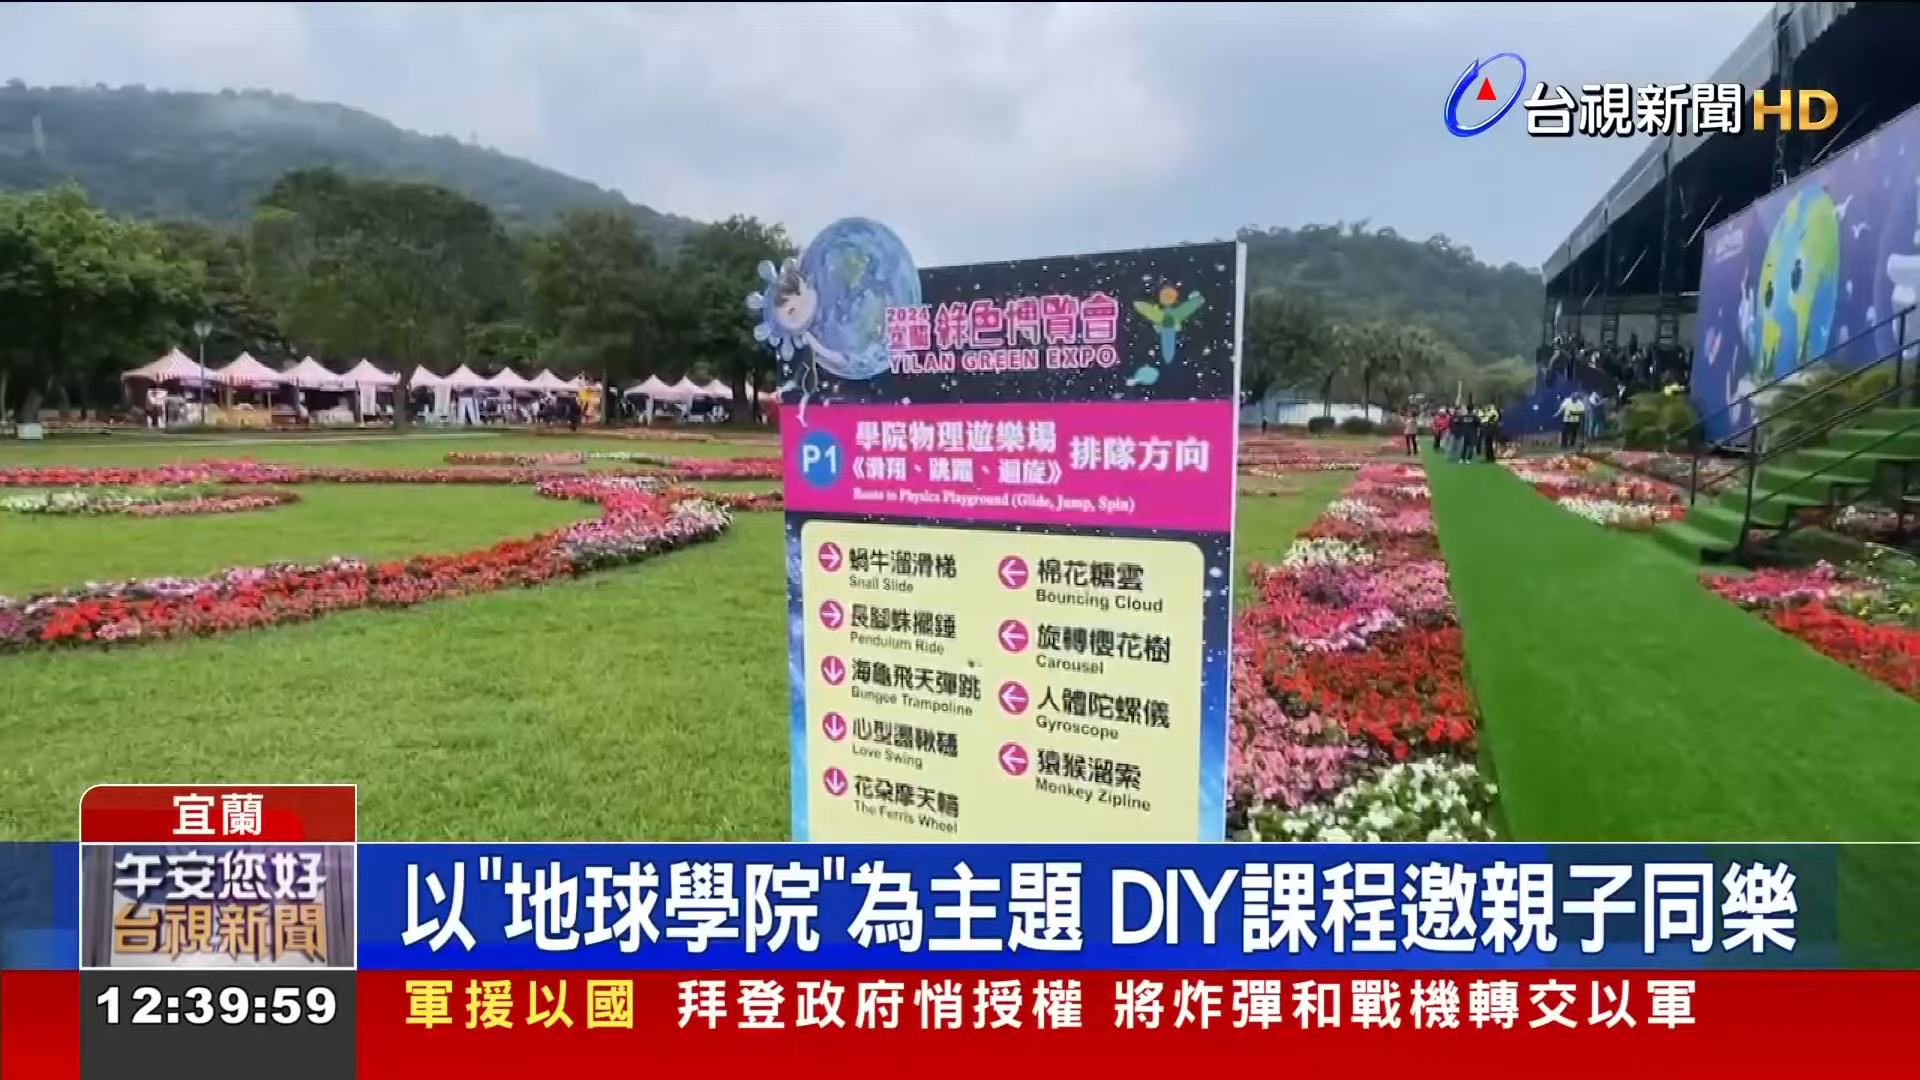 台視新聞HD
2024
宜蘭 綠色博覽會
YILAN GREEN EXPO
P1
學院物理遊樂場
《滑翔、跳躍、迴旋》
排隊方向
Route to Physics Playground (Glide, Jump, Spin)
蝸牛溜滑梯
Snail Slide
長腳蛛擺錘
Pendulum Ride
海龜飛天彈跳
Bungee Trampoline
心型盪鞦韆
Love Swing
花朵摩天輪
The Ferris Wheel
棉花糖雲
Bouncing Cloud
旋轉櫻花樹
Carousel
人體陀螺儀
Gyroscope
猿猴溜索
Monkey Zipline
宜蘭
午安您好
台視新聞
以"地球學院"為主題 DIY課程邀親子同樂
12:39:59
軍援以國 拜登政府悄授權 將炸彈和戰機轉交以軍